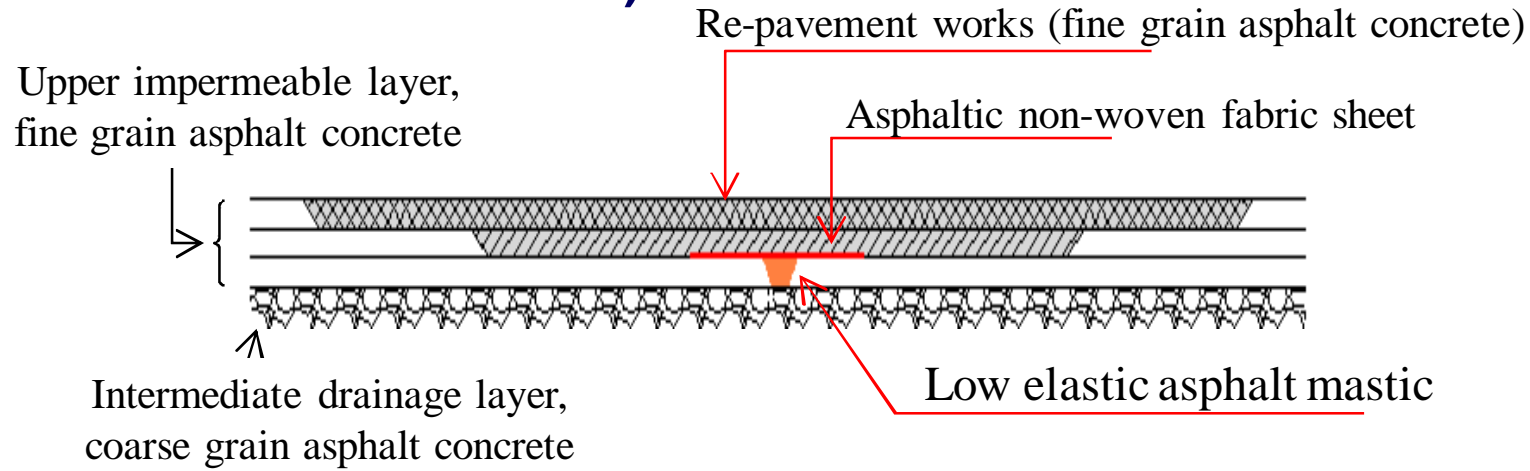 Re-pavement works (fine grain asphalt concrete)
Upper impermeable layer,
fine grain asphalt concrete
Asphaltic non-woven fabric sheet
Low elastic asphalt mastic
Intermediate drainage layer,
coarse grain asphalt concrete